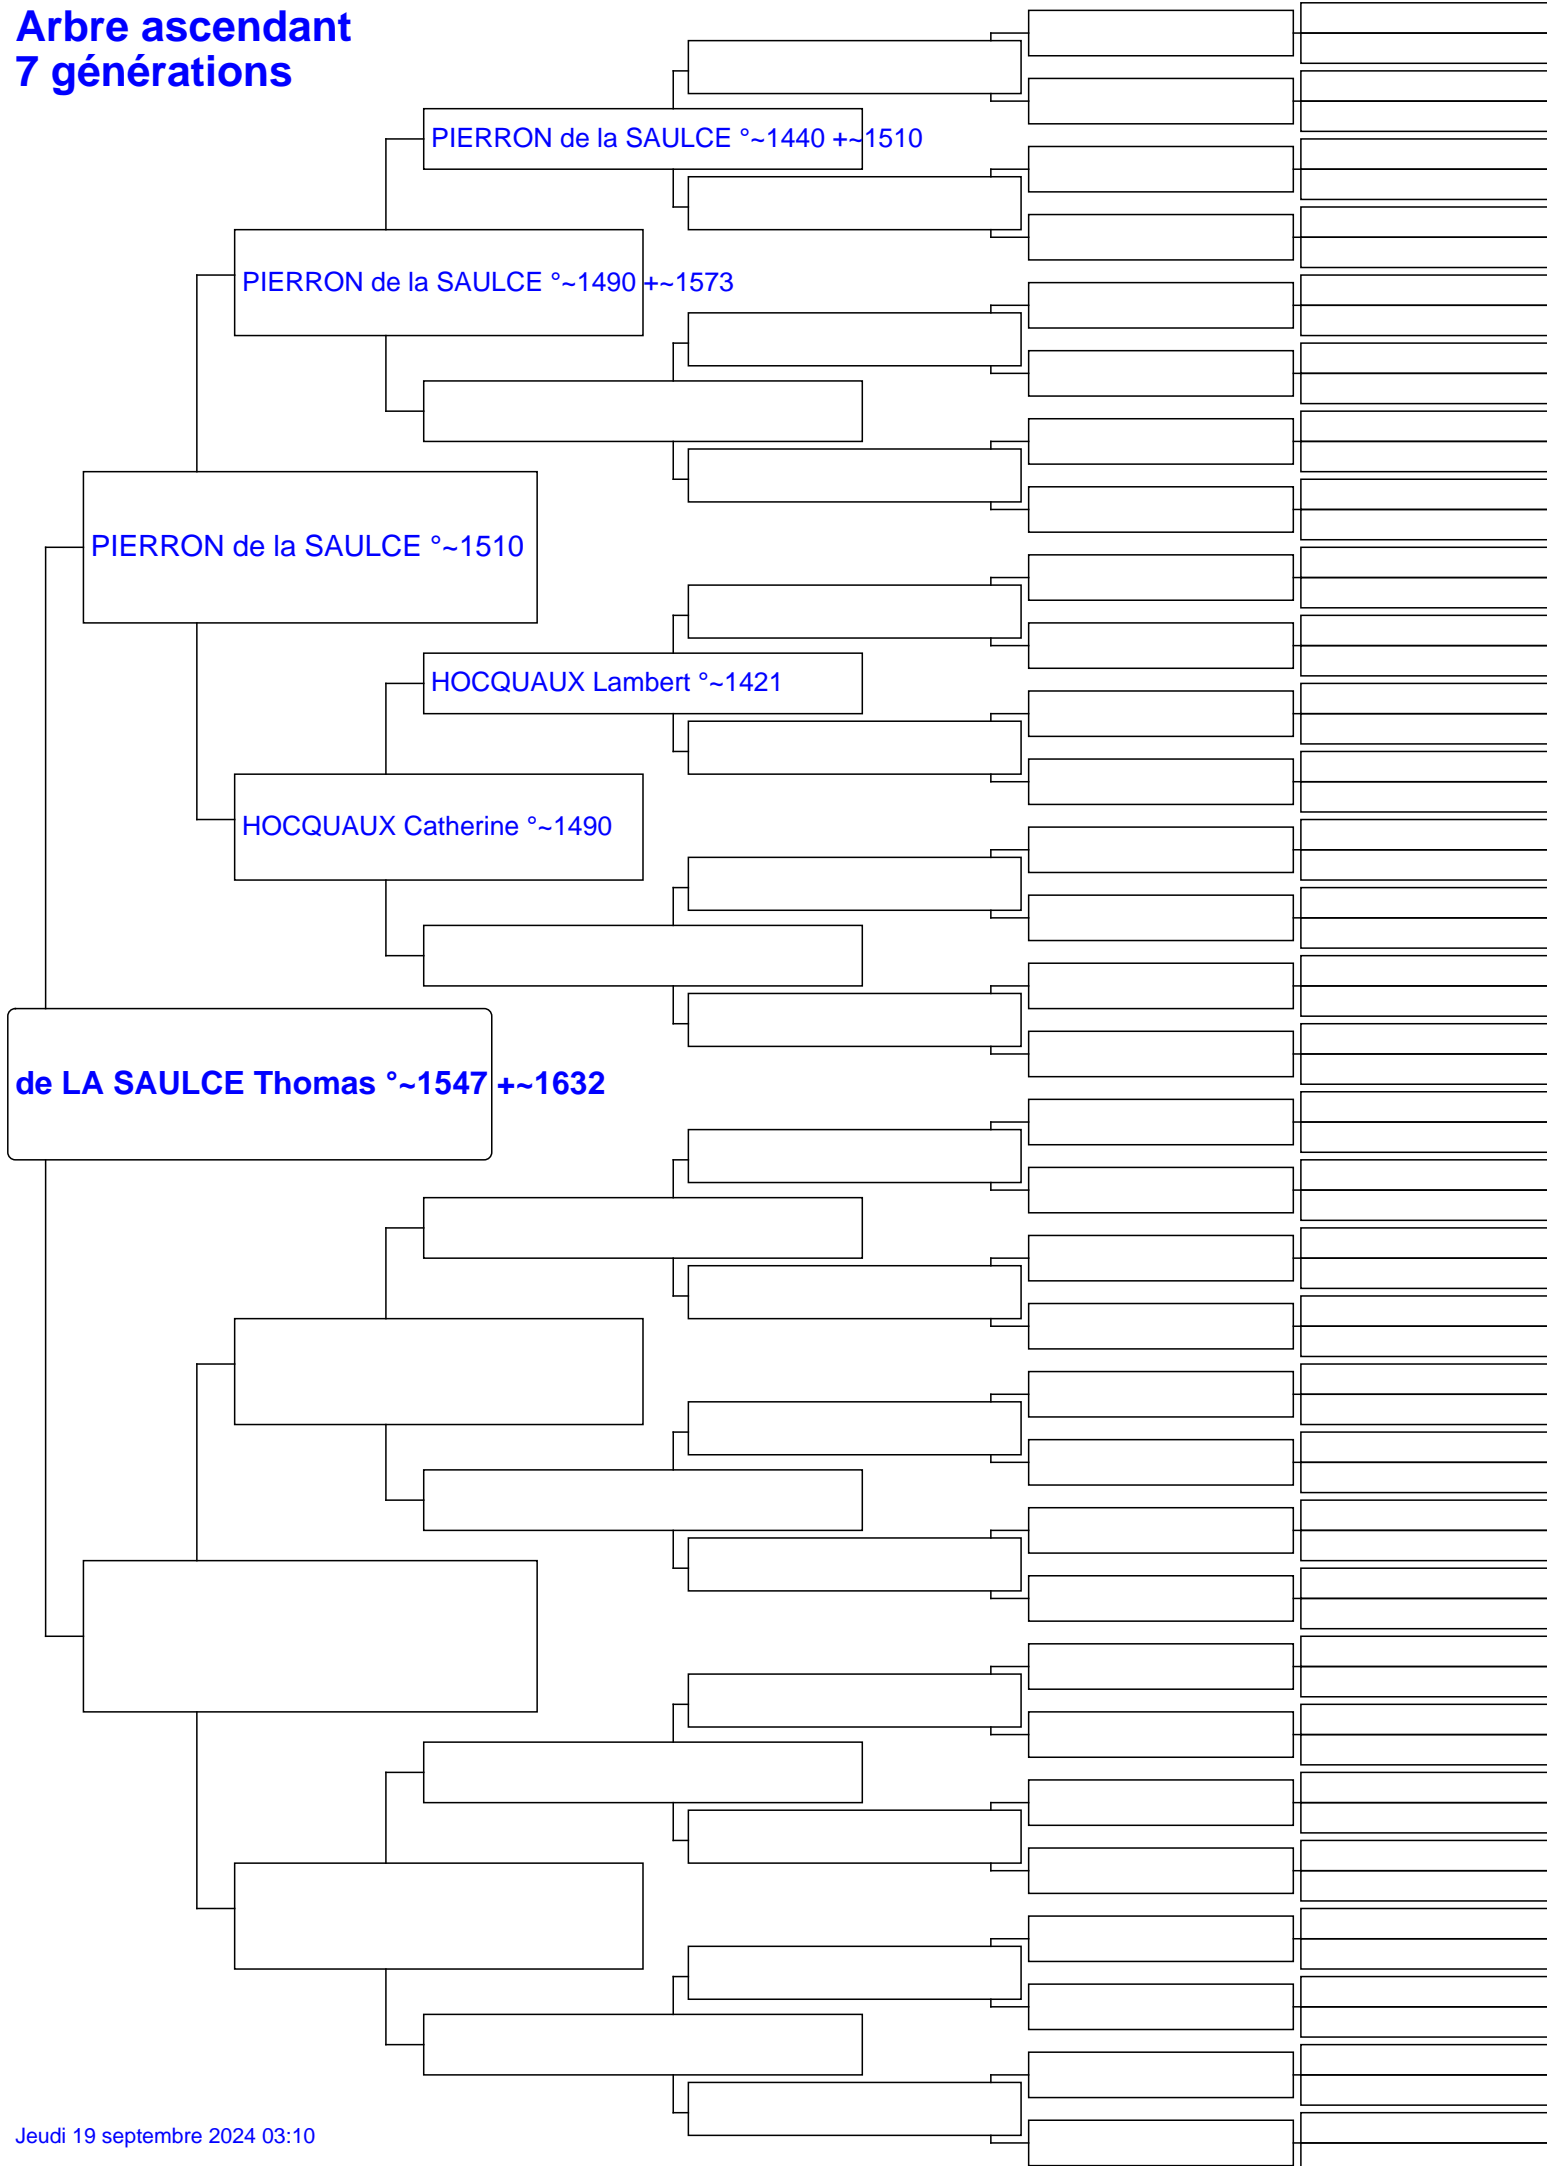 Arbre ascendant
7 générations
PIERRON de la SAULCE °~1440 +~1510
PIERRON de la SAULCE °~1490 +~1573
PIERRON de la SAULCE °~1510
HOCQUAUX Lambert °~1421
HOCQUAUX Catherine °~1490
de LA SAULCE Thomas °~1547 +~1632
Jeudi 19 septembre 2024 03:10